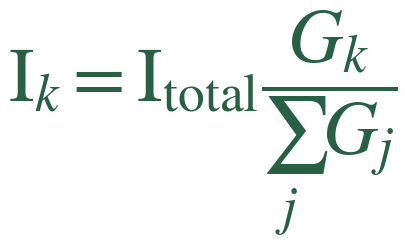 I_k = I_total G_k / ∑_j G_j